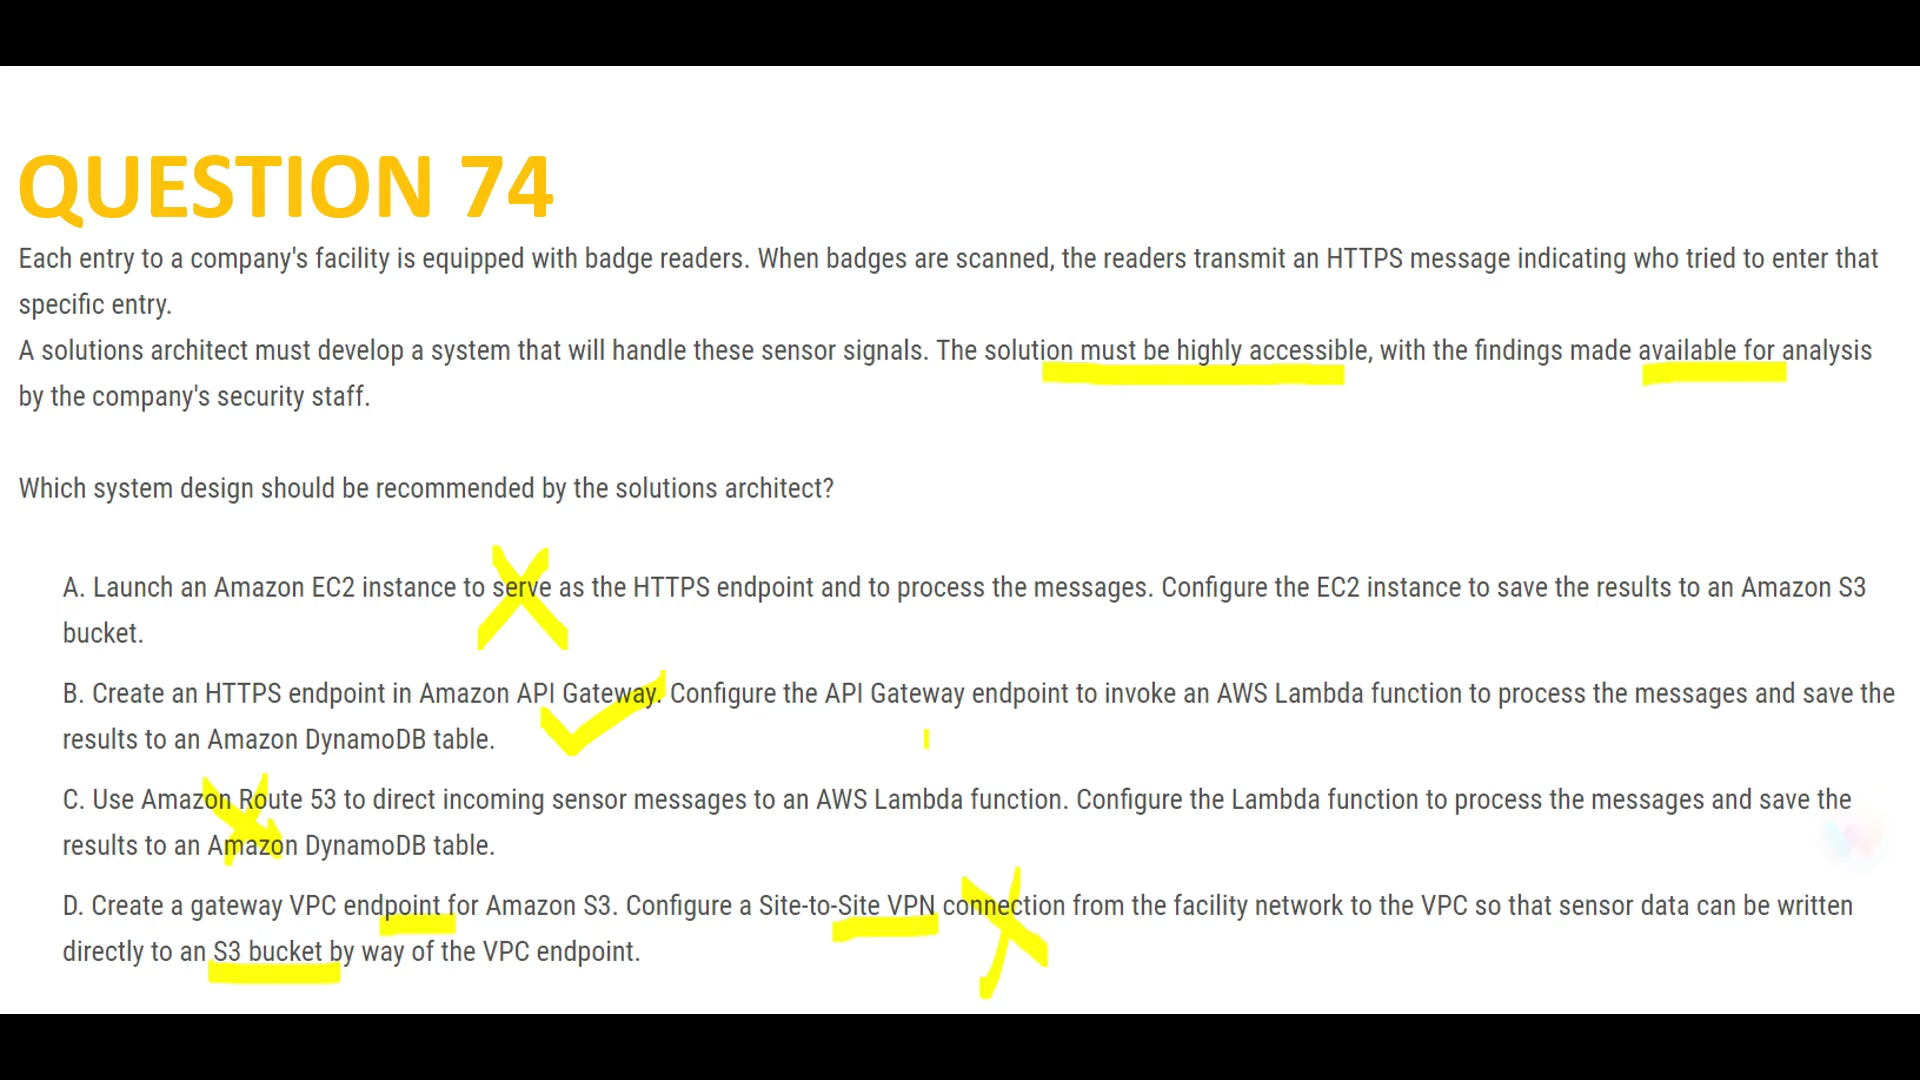 QUESTION 74
Each entry to a company's facility is equipped with badge readers. When badges are scanned, the readers transmit an HTTPS message indicating who tried to enter that
specific entry.
A solutions architect must develop a system that will handle these sensor signals. The solution must be highly accessible, with the findings made available for analysis
by the company's security staff.
Which system design should be recommended by the solutions architect?
A. Launch an Amazon EC2 instance to serve as the HTTPS endpoint and to process the messages. Configure the EC2 instance to save the results to an Amazon S3
bucket.
B. Create an HTTPS endpoint in Amazon API Gateway. Configure the API Gateway endpoint to invoke an AWS Lambda function to process the messages and save the
results to an Amazon DynamoDB table.
C. Use Amazon Route 53 to direct incoming sensor messages to an AWS Lambda function. Configure the Lambda function to process the messages and save the
results to an Amazon DynamoDB table.
D. Create a gateway VPC endpoint for Amazon S3. Configure a Site-to-Site VPN connection from the facility network to the VPC so that sensor data can be written
directly to an S3 bucket by way of the VPC endpoint.